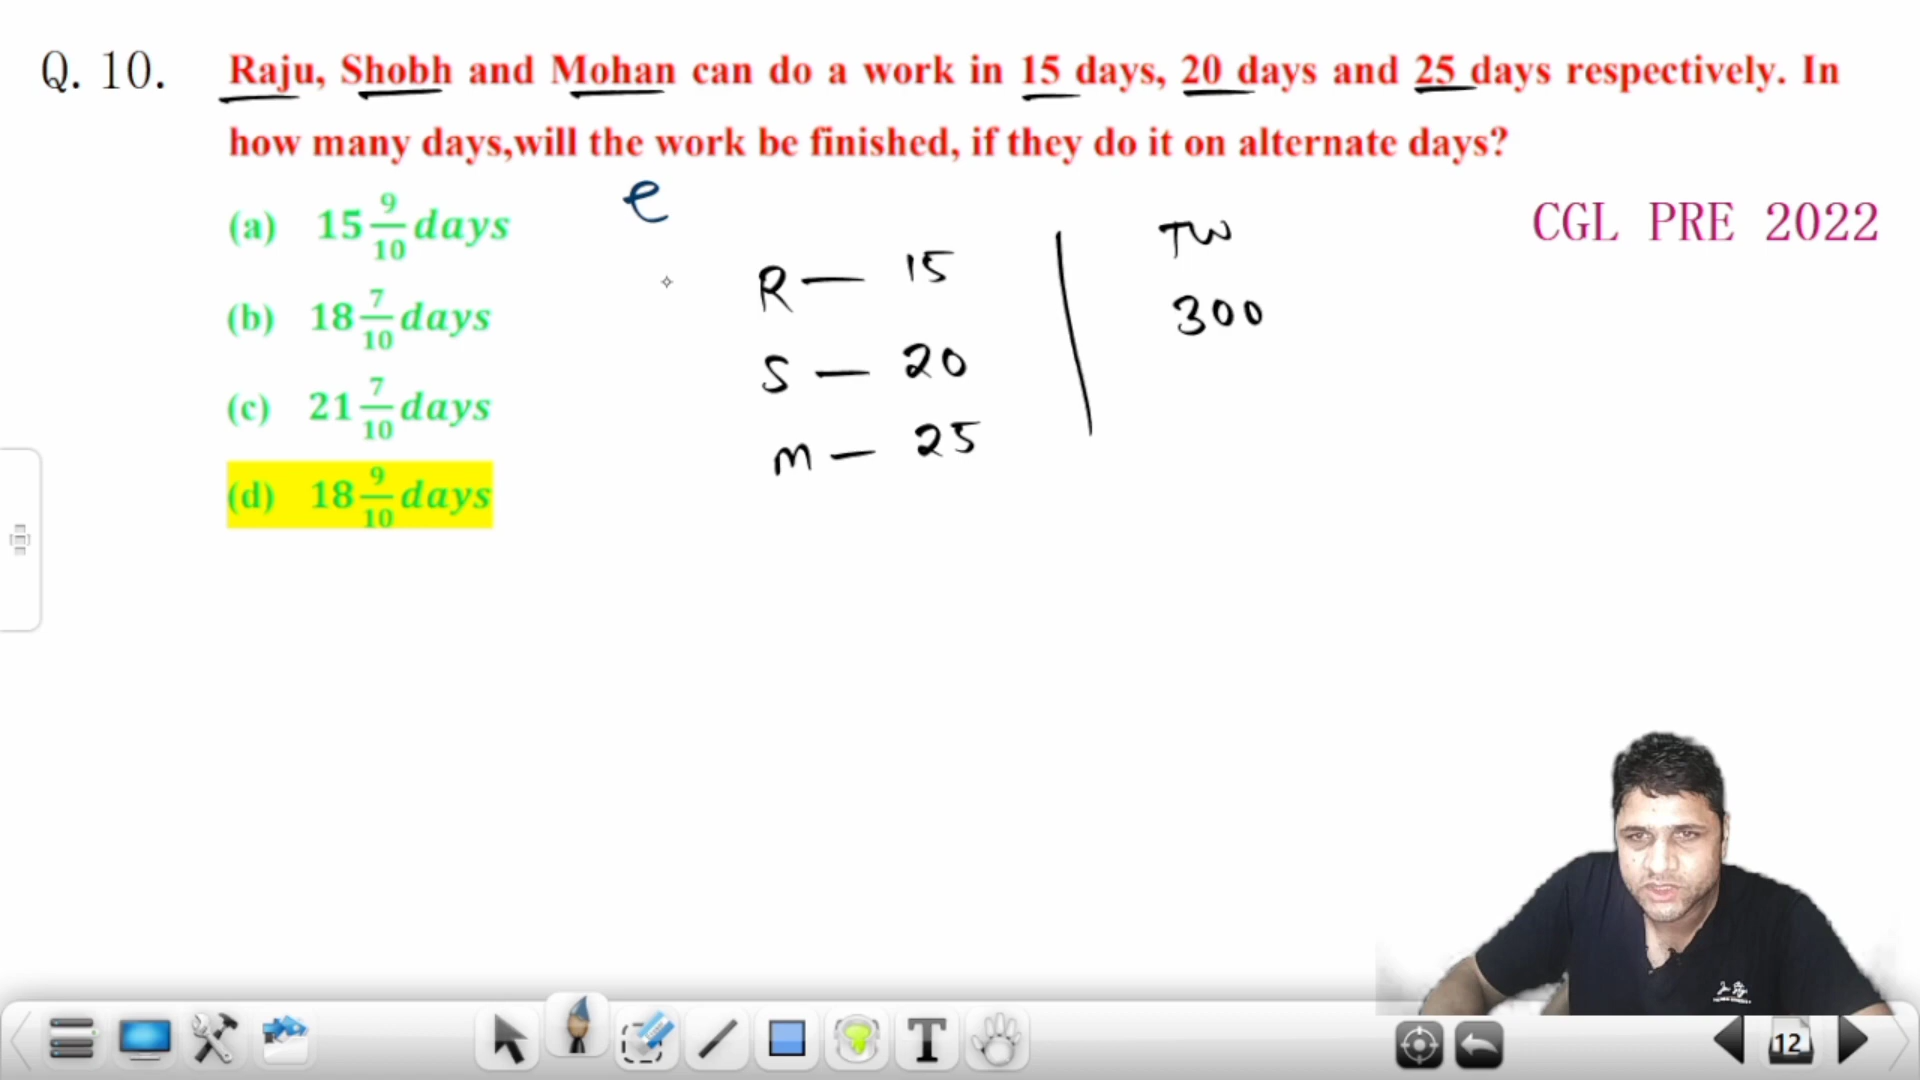 Q. 10. Raju, Shobh and Mohan can do a work in 15 days, 20 days and 25 days respectively. In
how many days,will the work be finished, if they do it on alternate days?
CGL PRE 2022
(a) 15 9/10 days
(b) 18 7/10 days
(c) 21 7/10 days
(d) 18 9/10 days
e
R — 15
S — 20
m — 25
TW
300
T
12